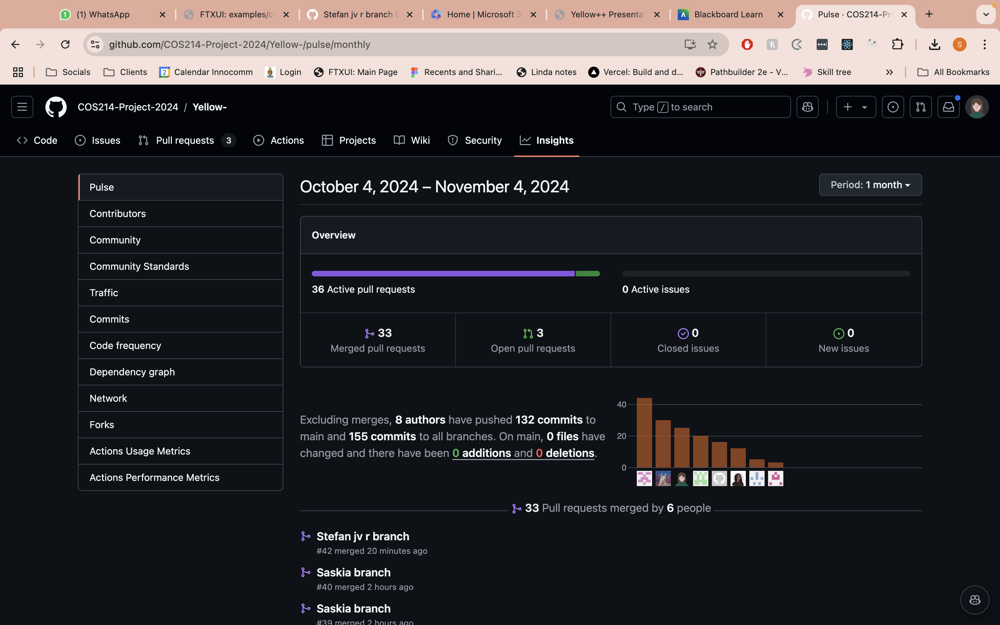 1 (1) WhatsApp
FTXUI: examples/c
Stefan jv r branch b
Home | Microsoft 3
Yellow++ Presentat
Blackboard Learn
Pulse · COS214-Pr
github.com/COS214-Project-2024/Yellow-/pulse/monthly
S
Socials
Clients
2 Calendar Innocomm
Login
FTXUI: Main Page
Recents and Shari...
Linda notes
Vercel: Build and d...
Pathbuilder 2e - V...
Skill tree
All Bookmarks
COS214-Project-2024 / Yellow-
Type / to search
Code
Issues
Pull requests 3
Actions
Projects
Wiki
Security
Insights
Pulse
Contributors
Community
Community Standards
Traffic
Commits
Code frequency
Dependency graph
Network
Forks
Actions Usage Metrics
Actions Performance Metrics
October 4, 2024 – November 4, 2024
Period: 1 month
Overview
36 Active pull requests
0 Active issues
33
Merged pull requests
3
Open pull requests
0
Closed issues
0
New issues
Excluding merges, 8 authors have pushed 132 commits to
main and 155 commits to all branches. On main, 0 files have
changed and there have been 0 additions and 0 deletions.
40
20
0
33 Pull requests merged by 6 people
Stefan jv r branch
#42 merged 20 minutes ago
Saskia branch
#40 merged 2 hours ago
Saskia branch
#39 merged 2 hours ago